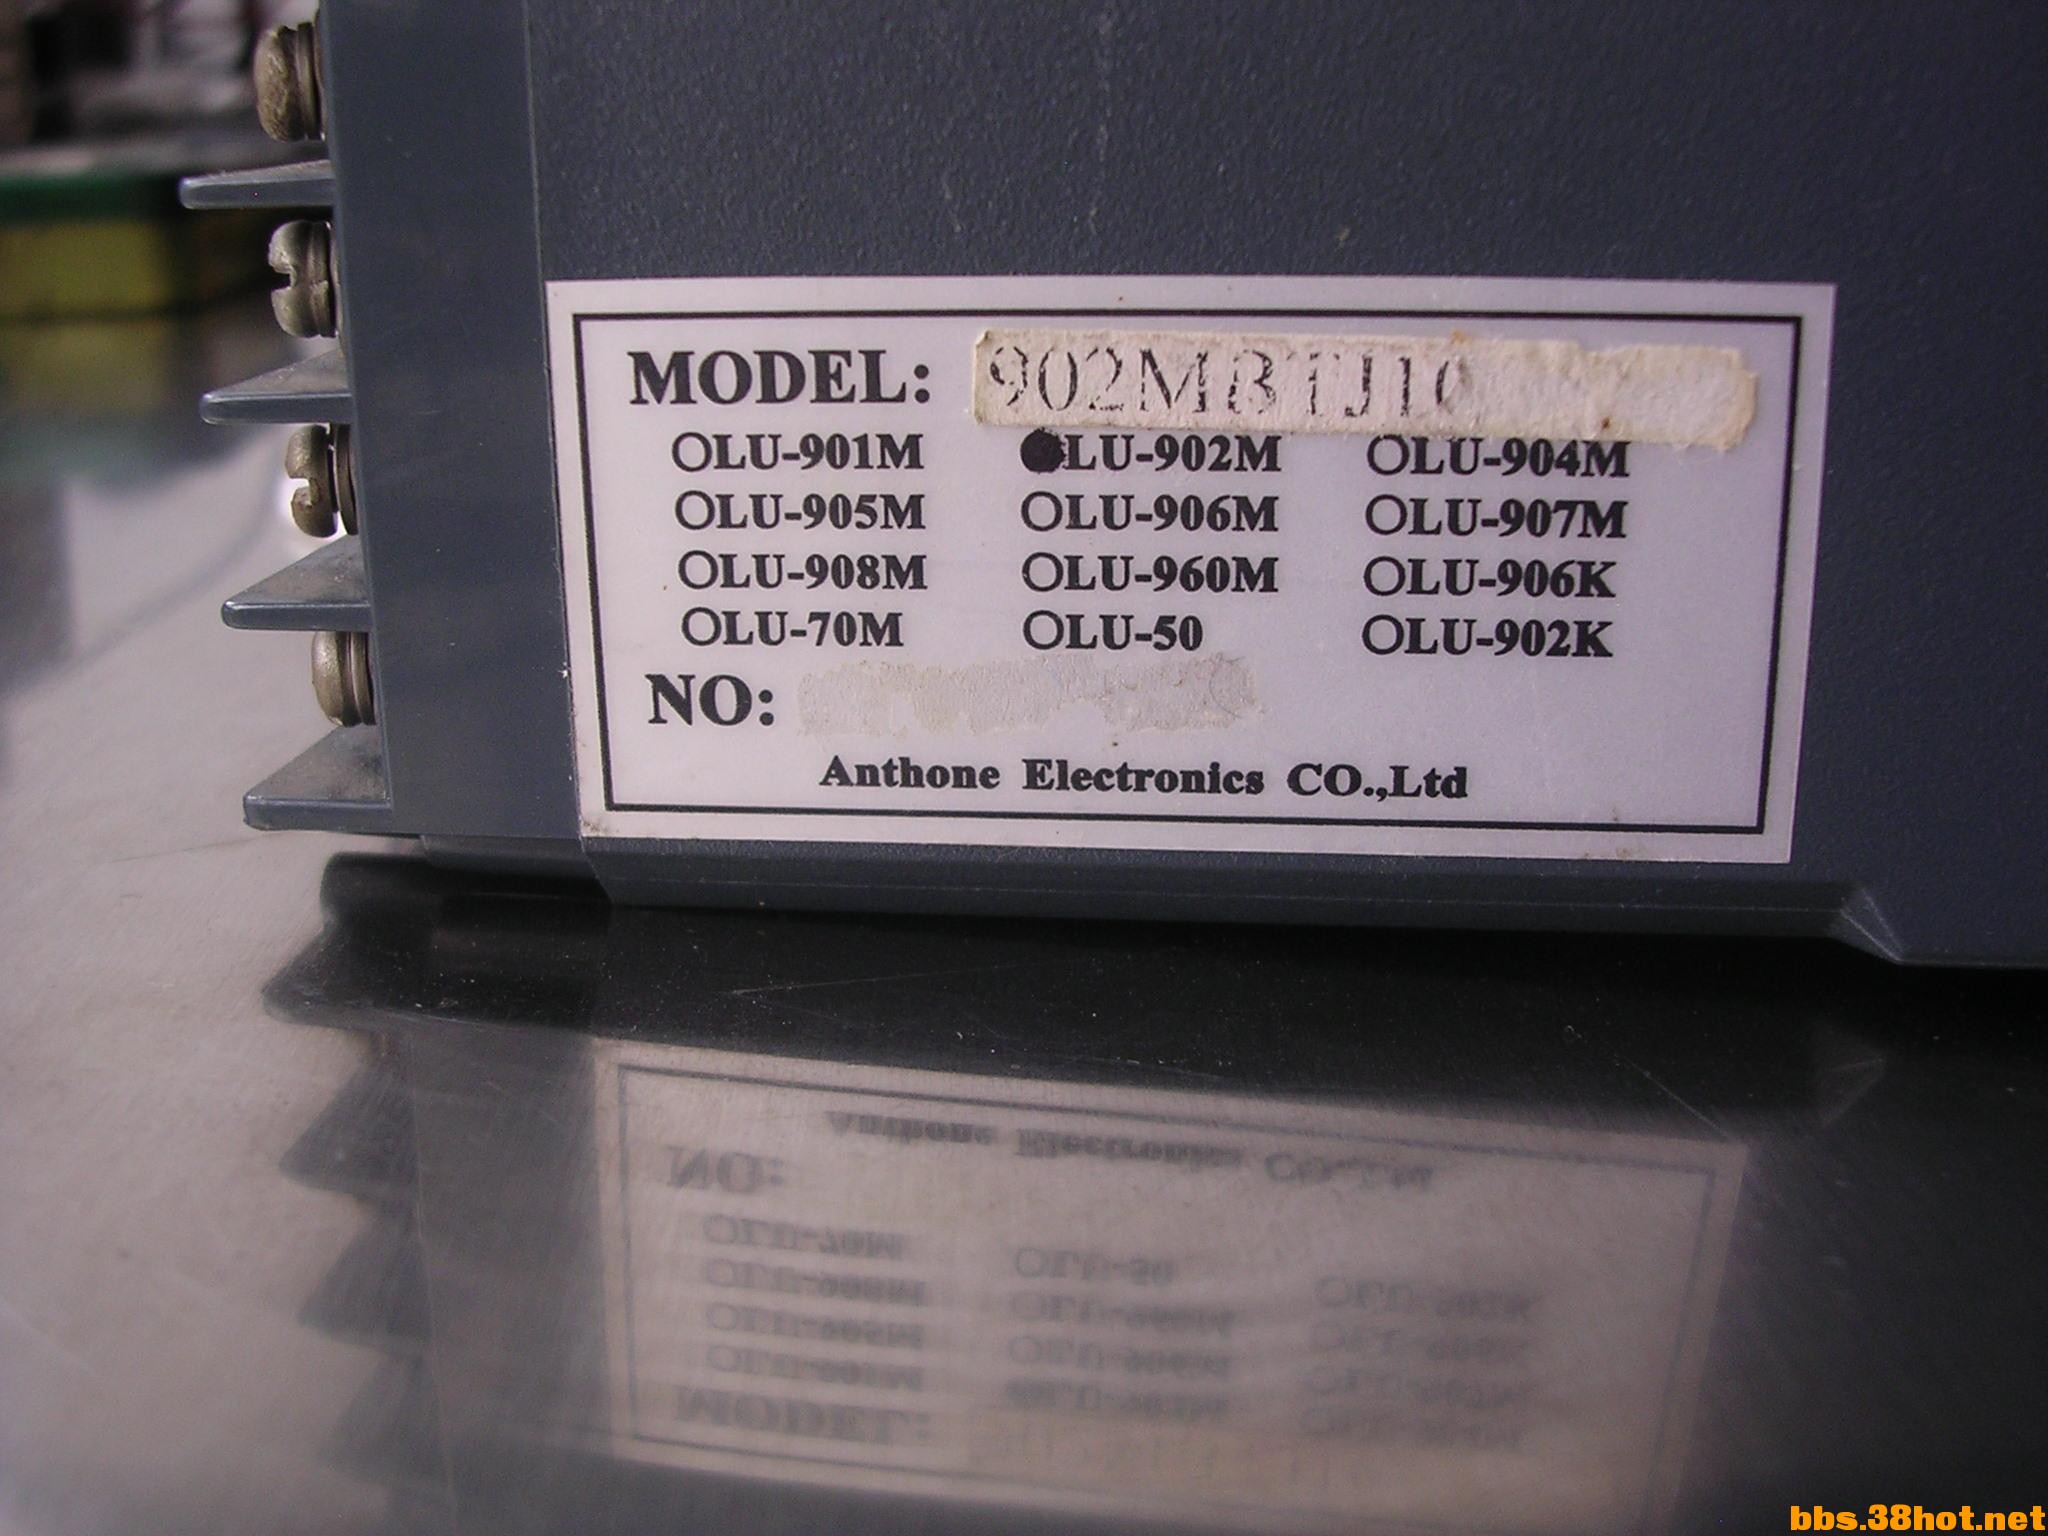 MODEL: 902MBTJ10
○LU-901M ●LU-902M ○LU-904M
○LU-905M ○LU-906M ○LU-907M
○LU-908M ○LU-960M ○LU-906K
○LU-70M ○LU-50 ○LU-902K
NO:
Anthone Electronics CO.,Ltd
bbs.38hot.net